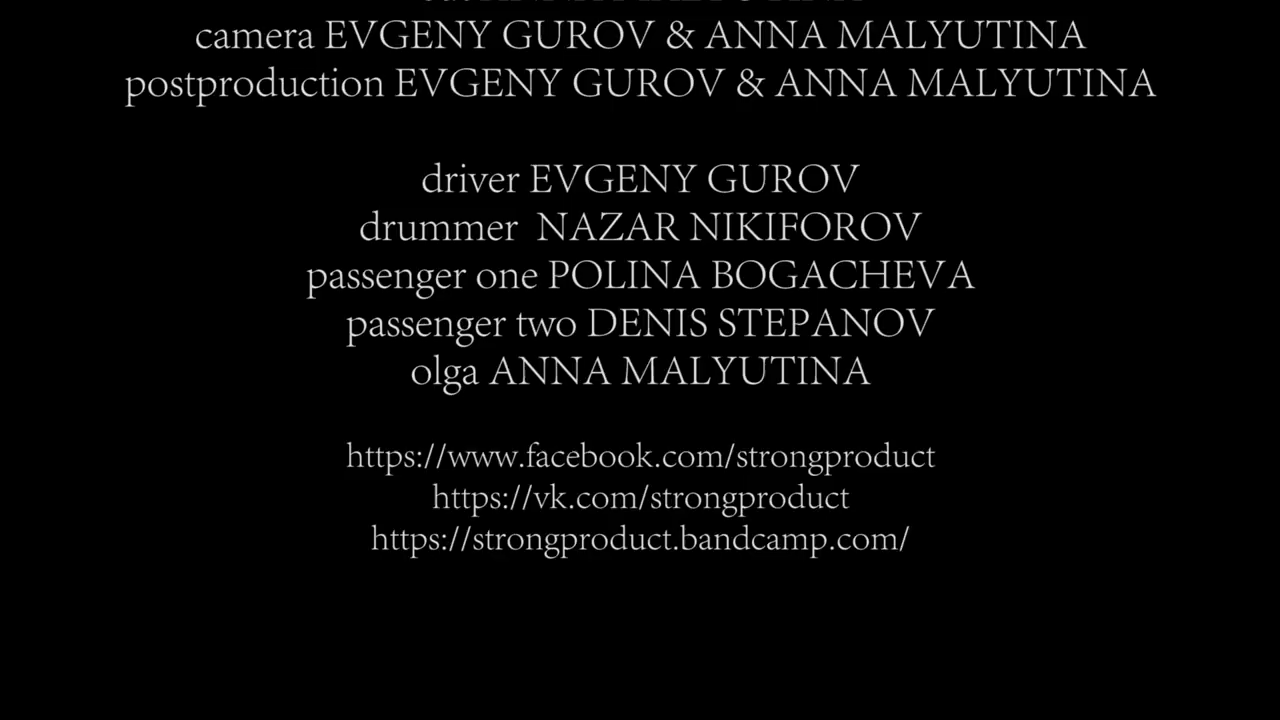 camera EVGENY GUROV & ANNA MALYUTINA
postproduction EVGENY GUROV & ANNA MALYUTINA
driver EVGENY GUROV
drummer NAZAR NIKIFOROV
passenger one POLINA BOGACHEVA
passenger two DENIS STEPANOV
olga ANNA MALYUTINA
https://www.facebook.com/strongproduct
https://vk.com/strongproduct
https://strongproduct.bandcamp.com/